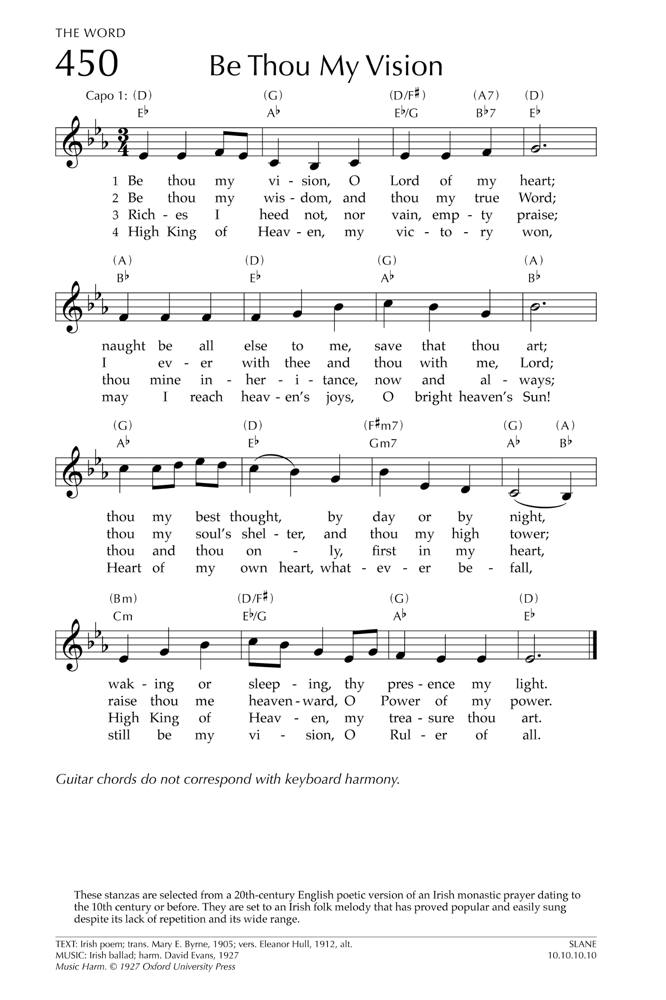 THE WORD
450 Be Thou My Vision
Capo 1: (D) (G) (D/F♯) (A7) (D)
E♭ A♭ E♭/G B♭7 E♭
3
4
1 Be thou my vi - sion, O Lord of my heart;
2 Be thou my wis - dom, and thou my true Word;
3 Rich - es I heed not, nor vain, emp - ty praise;
4 High King of Heav - en, my vic - to - ry won,
(A) (D) (G) (A)
B♭ E♭ A♭ B♭
naught be all else to me, save that thou art;
I ev - er with thee and thou with me, Lord;
thou mine in - her - i - tance, now and al - ways;
may I reach heav - en’s joys, O bright heaven’s Sun!
(G) (D) (F♯m7) (G) (A)
A♭ E♭ Gm7 A♭ B♭
thou my best thought, by day or by night,
thou my soul’s shel - ter, and thou my high tower;
thou and thou on - ly, first in my heart,
Heart of my own heart, what - ev - er be - fall,
(Bm) (D/F♯) (G) (D)
Cm E♭/G A♭ E♭
wak - ing or sleep - ing, thy pres - ence my light.
raise thou me heaven - ward, O Power of my power.
High King of Heav - en, my trea - sure thou art.
still be my vi - sion, O Rul - er of all.
Guitar chords do not correspond with keyboard harmony.
These stanzas are selected from a 20th-century English poetic version of an Irish monastic prayer dating to
the 10th century or before. They are set to an Irish folk melody that has proved popular and easily sung
despite its lack of repetition and its wide range.
TEXT: Irish poem; trans. Mary E. Byrne, 1905; vers. Eleanor Hull, 1912, alt. SLANE
MUSIC: Irish ballad; harm. David Evans, 1927 10.10.10.10
Music Harm. © 1927 Oxford University Press